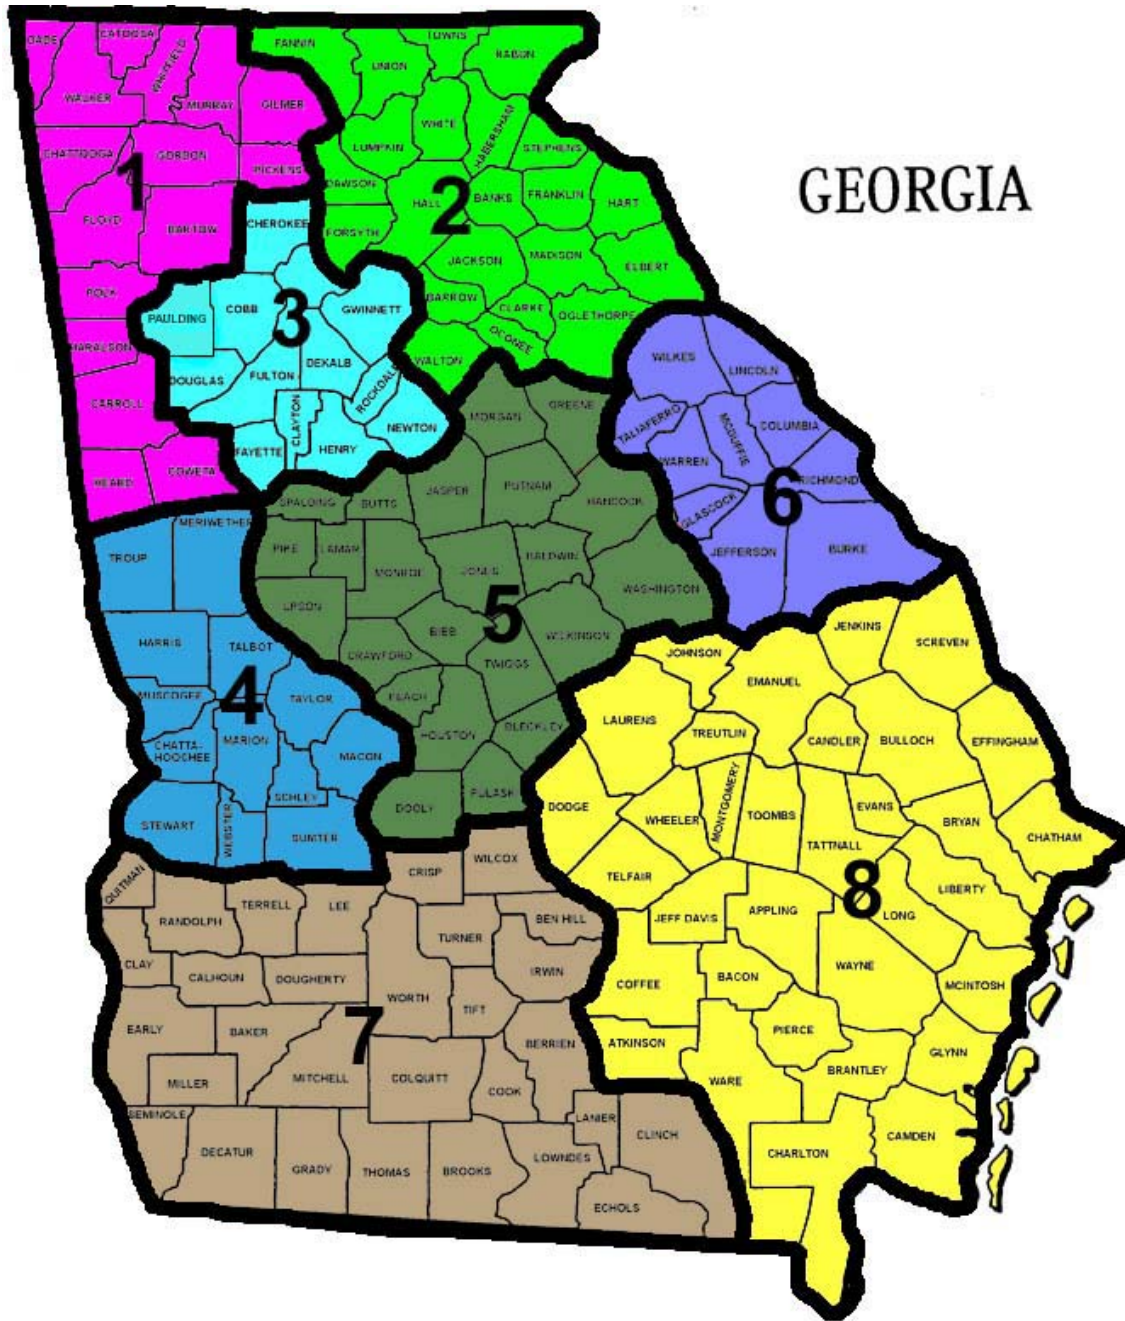 GEORGIA
DADE
CATOOSA
WHITFIELD
WALKER
MURRAY
GILMER
CHATTOOGA
GORDON
PICKENS
1
FLOYD
BARTOW
POLK
HARALSON
CARROLL
HEARD
COWETA
FANNIN
TOWNS
RABUN
UNION
WHITE
HABERSHAM
LUMPKIN
STEPHENS
DAWSON
HALL
2
BANKS
FRANKLIN
HART
FORSYTH
JACKSON
MADISON
ELBERT
BARROW
CLARKE
OGLETHORPE
OCONEE
WALTON
CHEROKEE
PAULDING
COBB
3
GWINNETT
DOUGLAS
FULTON
DEKALB
ROCKDALE
CLAYTON
NEWTON
FAYETTE
HENRY
MERIWETHER
TROUP
HARRIS
TALBOT
MUSCOGEE
4
TAYLOR
CHATTA-
HOOCHEE
MARION
MACON
SCHLEY
STEWART
WEBSTER
SUMTER
MORGAN
GREENE
JASPER
PUTNAM
HANCOCK
SPALDING
BUTTS
PIKE
LAMAR
MONROE
JONES
BALDWIN
WASHINGTON
UPSON
BIBB
5
WILKINSON
CRAWFORD
TWIGGS
PEACH
HOUSTON
BLECKLEY
DOOLY
PULASK
WILKES
LINCOLN
TALIAFERRO
MCDUFFIE
COLUMBIA
WARREN
6
RICHMOND
GLASCOCK
JEFFERSON
BURKE
QUITMAN
RANDOLPH
TERRELL
LEE
CRISP
WILCOX
TURNER
BEN HILL
CLAY
CALHOUN
DOUGHERTY
WORTH
IRWIN
TIFT
EARLY
BAKER
7
BERRIEN
MILLER
MITCHELL
COLQUITT
COOK
SEMINOLE
LANIER
CLINCH
DECATUR
GRADY
THOMAS
BROOKS
LOWNDES
ECHOLS
JENKINS
SCREVEN
JOHNSON
EMANUEL
LAURENS
TREUTLIN
CANDLER
BULLOCH
EFFINGHAM
DODGE
WHEELER
MONTGOMERY
TOOMBS
EVANS
BRYAN
CHATHAM
TATTNALL
TELFAIR
8
LIBERTY
JEFF DAVIS
APPLING
LONG
COFFEE
BACON
WAYNE
MCINTOSH
ATKINSON
PIERCE
GLYNN
WARE
BRANTLEY
CHARLTON
CAMDEN